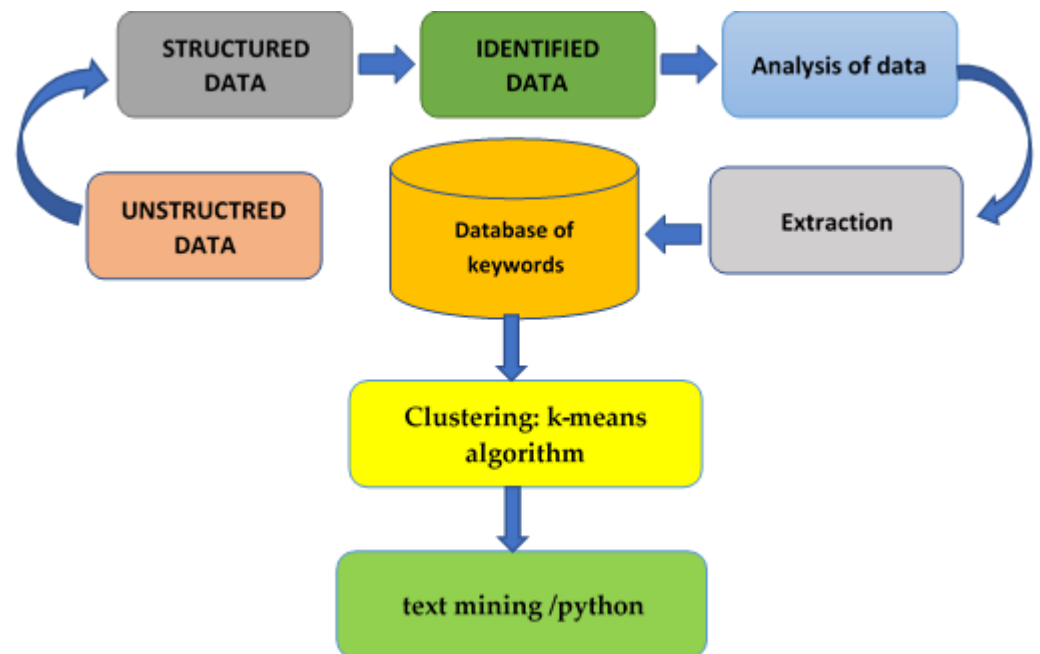 STRUCTURED
DATA
IDENTIFIED
DATA
Analysis of data
UNSTRUCTRED
DATA
Database of
keywords
Extraction
Clustering: k-means
algorithm
text mining /python